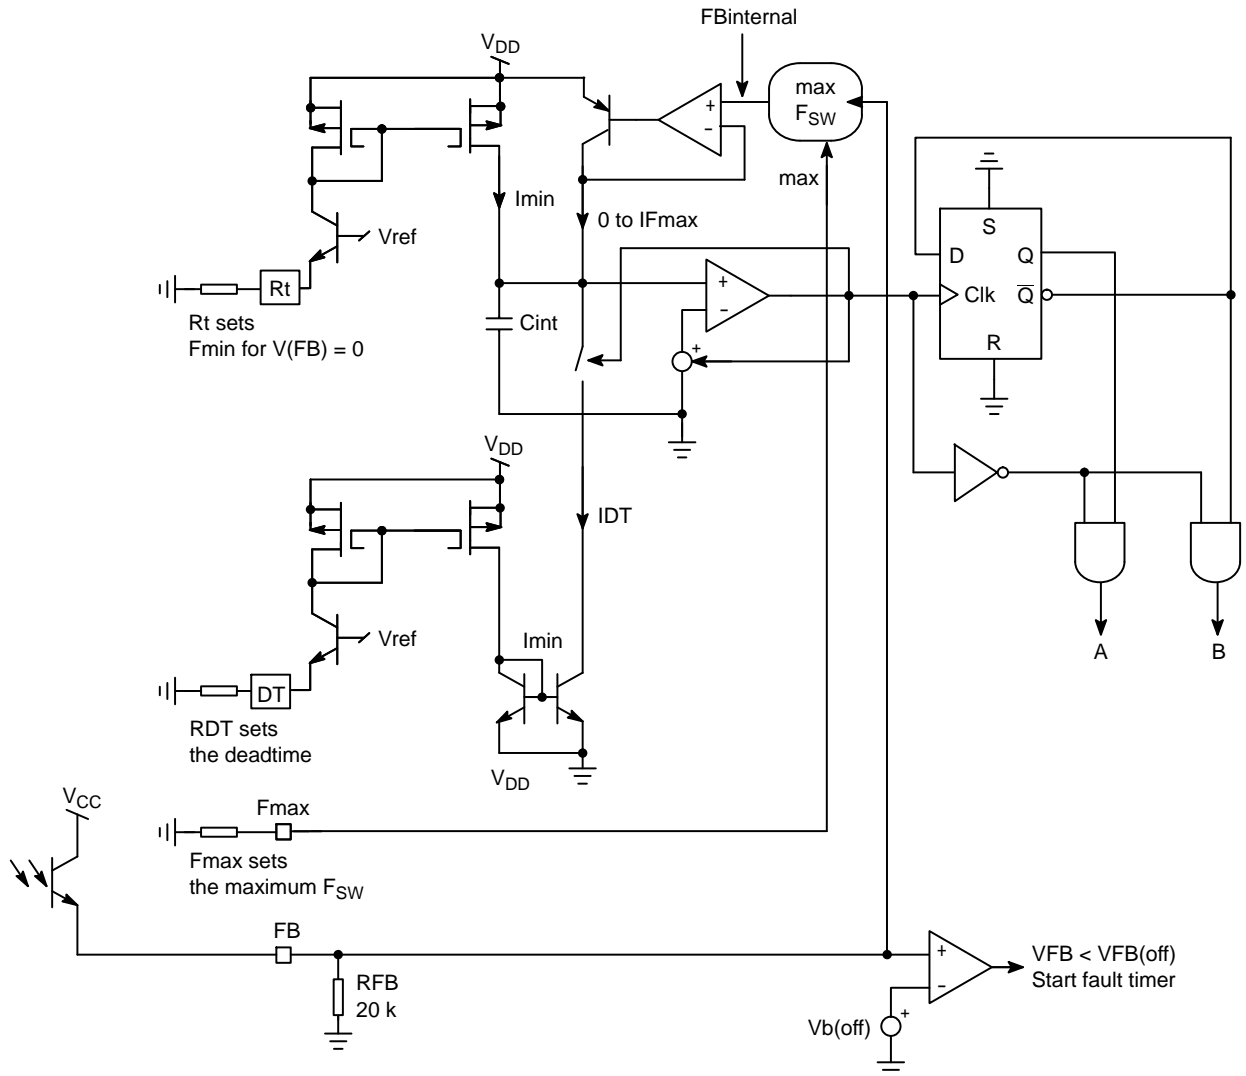 FBinternal
VDD
max
FSW
+
−
max
Imin
0 to IFmax
Vref
S
D
Q
Clk
Q̅
R
Rt
Rt sets
Fmin for V(FB) = 0
Cint
+
−
+
VDD
IDT
Vref
Imin
A
B
DT
RDT sets
the deadtime
VDD
VCC
Fmax
Fmax sets
the maximum FSW
FB
RFB
20 k
+
−
VFB < VFB(off)
Start fault timer
Vb(off)
+